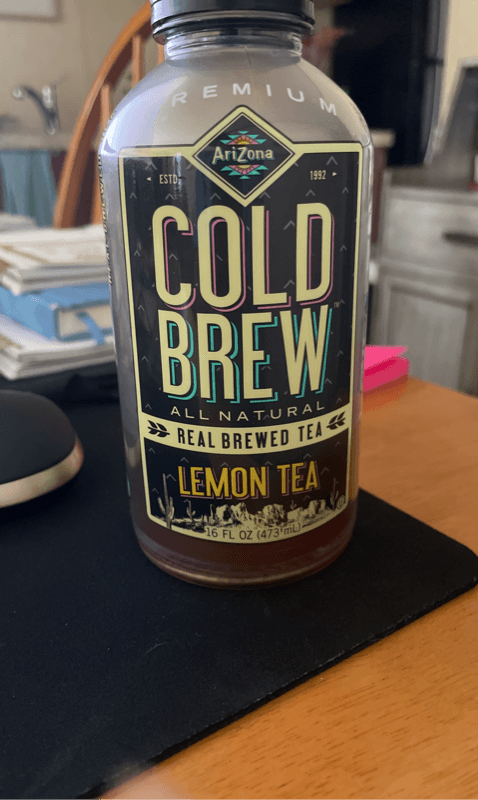 PREMIUM
AriZona
ESTD 1992
COLD
BREW
ALL NATURAL
REAL BREWED TEA
LEMON TEA
16 FL OZ (473 mL)